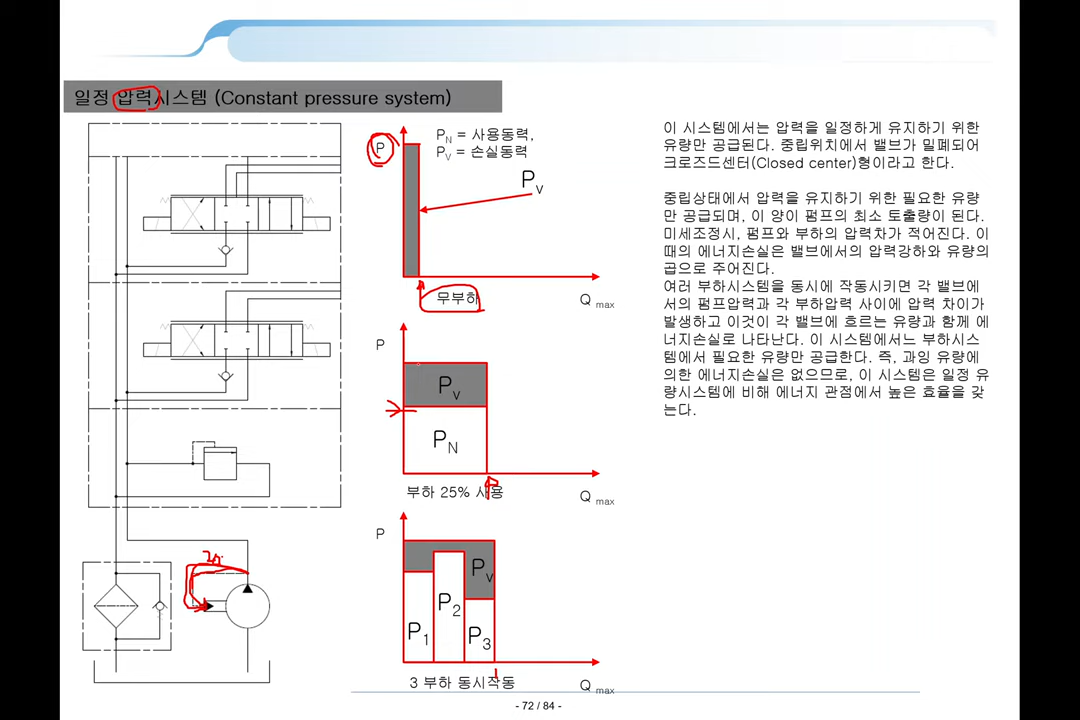 일정 압력시스템 (Constant pressure system)
P
PN = 사용동력,
PV = 손실동력
Pv
무부하
Q max
P
Pv
PN
부하 25% 사용
Q max
P
Pv
P2
P1
P3
3 부하 동시작동
Q max
이 시스템에서는 압력을 일정하게 유지하기 위한
유량만 공급된다. 중립위치에서 밸브가 밀폐되어
크로즈드센터(Closed center)형이라고 한다.
중립상태에서 압력을 유지하기 위한 필요한 유량
만 공급되며, 이 양이 펌프의 최소 토출량이 된다.
미세조정시, 펌프와 부하의 압력차가 적어진다. 이
때의 에너지손실은 밸브에서의 압력강하와 유량의
곱으로 주어진다.
여러 부하시스템을 동시에 작동시키면 각 밸브에
서의 펌프압력과 각 부하압력 사이에 압력 차이가
발생하고 이것이 각 밸브에 흐르는 유량과 함께 에
너지손실로 나타난다. 이 시스템에서느 부하시스
템에서 필요한 유량만 공급한다. 즉, 과잉 유량에
의한 에너지손실은 없으므로, 이 시스템은 일정 유
량시스템에 비해 에너지 관점에서 높은 효율을 갖
는다.
- 72 / 84 -